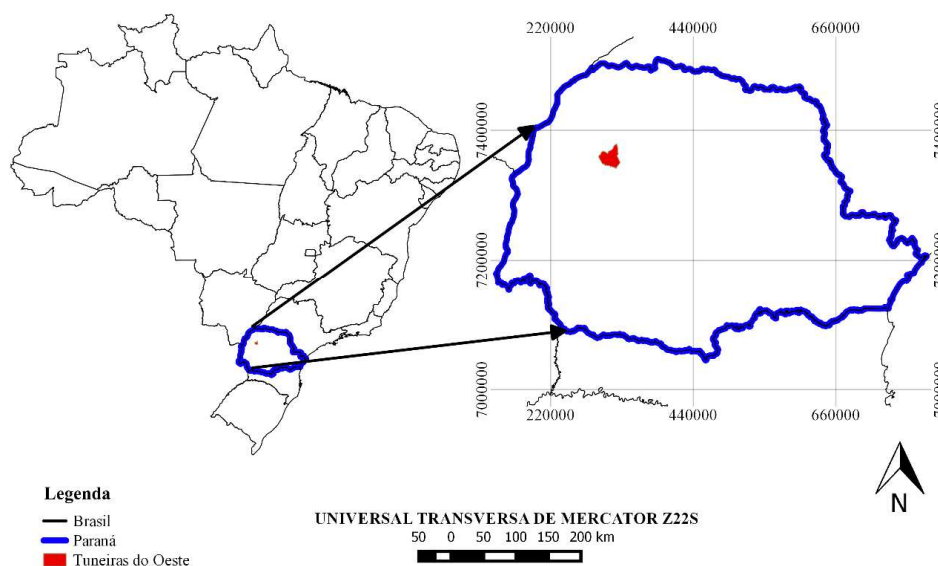 220000 440000 660000
7400000 7400000
7200000 7200000
7000000 7000000
220000 440000 660000
N
Legenda
Brasil
Paraná
Tuneiras do Oeste
UNIVERSAL TRANSVERSA DE MERCATOR Z22S
50 0 50 100 150 200 km